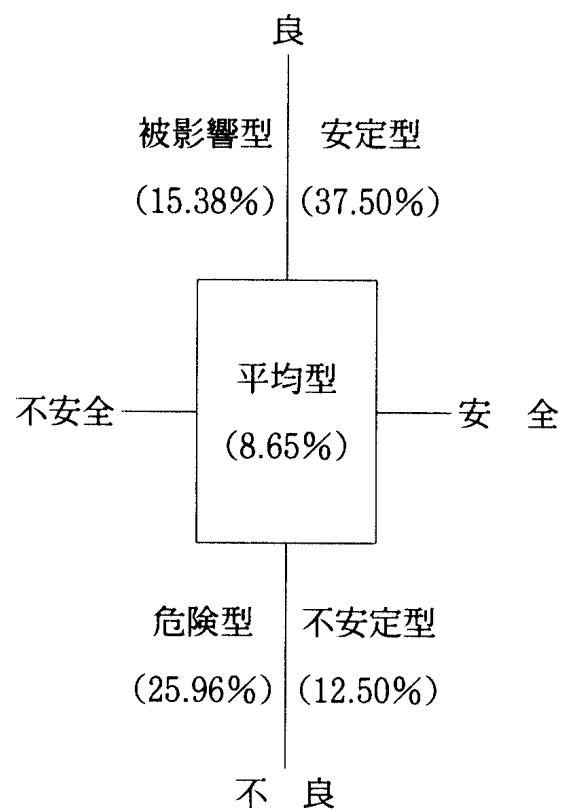 良
被影響型 安定型
(15.38%) (37.50%)
平均型
不安全 安 全
(8.65%)
危険型 不安定型
(25.96%) (12.50%)
不 良